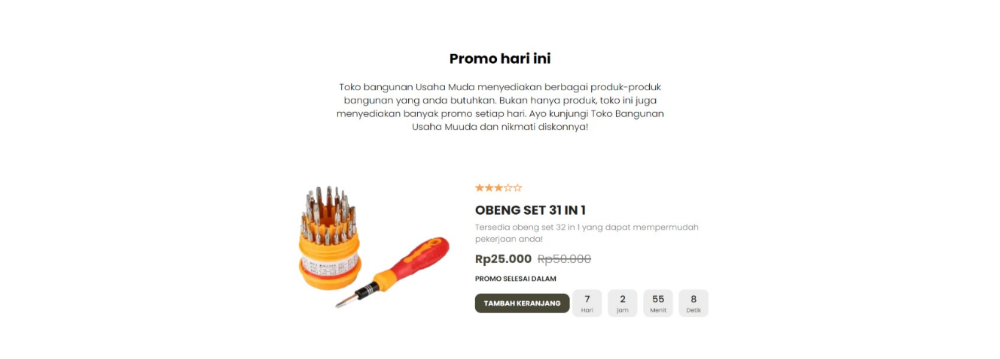 Promo hari ini
Toko bangunan Usaha Muda menyediakan berbagai produk-produk
bangunan yang anda butuhkan. Bukan hanya produk, toko ini juga
menyediakan banyak promo setiap hari. Ayo kunjungi Toko Bangunan
Usaha Muuda dan nikmati diskonnya!
OBENG SET 31 IN 1
Tersedia obeng set 32 in 1 yang dapat mempermudah
pekerjaan anda!
Rp25.000 Rp50.000
PROMO SELESAI DALAM
TAMBAH KERANJANG 7 2 55 8
Hari jam Menit Detik